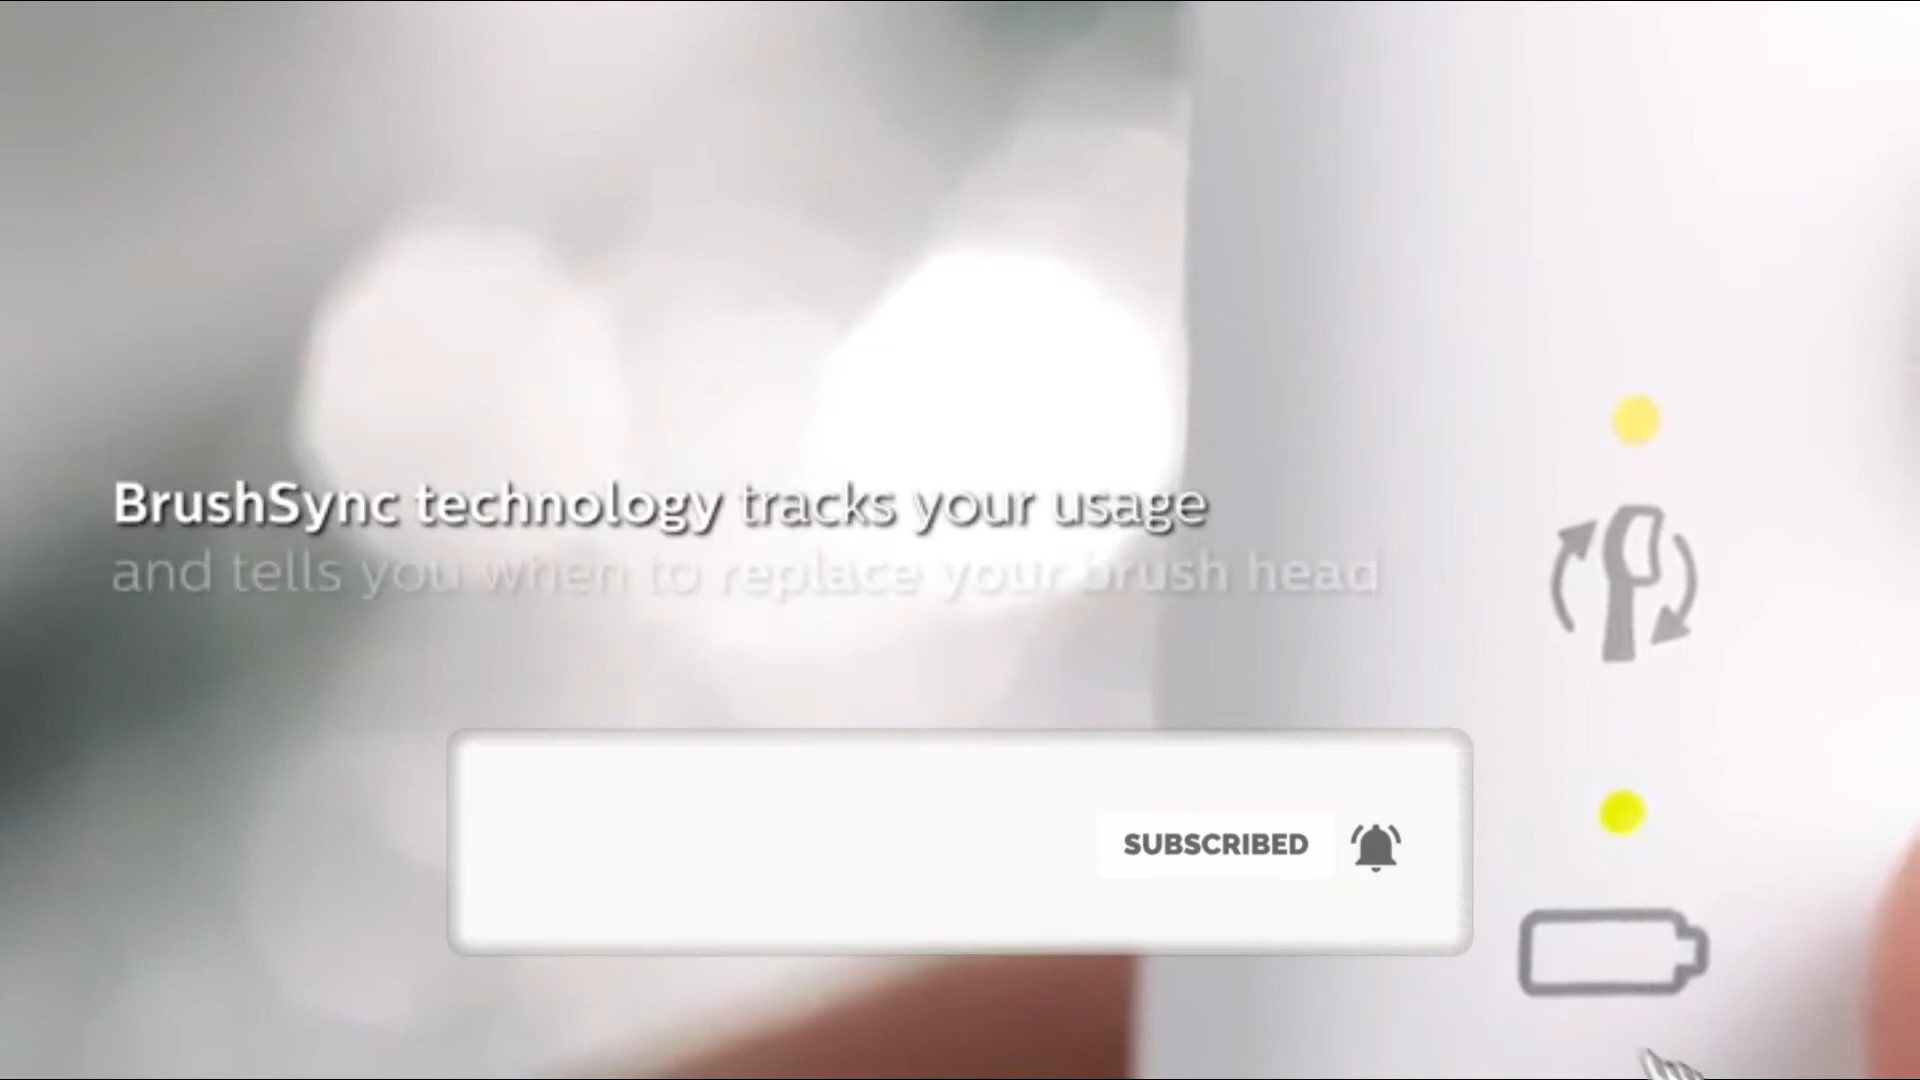 BrushSync technology tracks your usage
and tells you when to replace your brush head
SUBSCRIBED